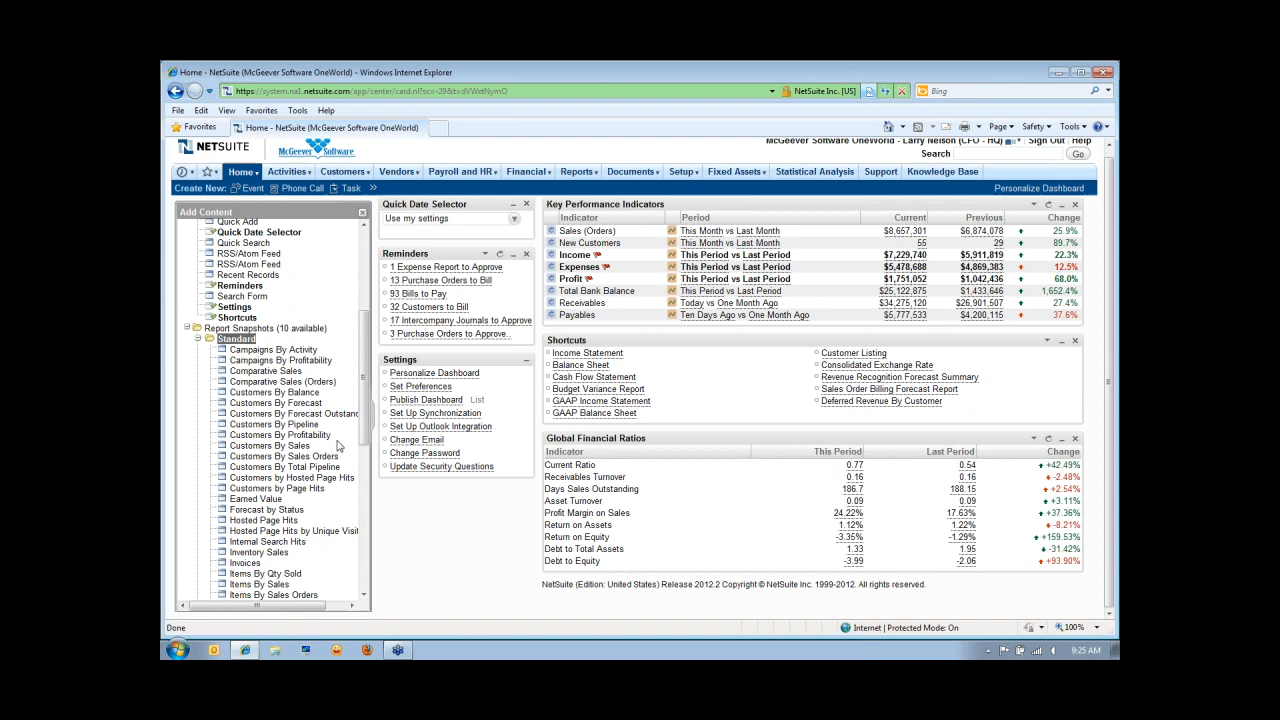 Home - NetSuite (McGeever Software OneWorld) - Windows Internet Explorer
https://system.na1.netsuite.com/app/center/card.nl?sc=-29&t=dVWxtNymO
NetSuite Inc. [US]
Bing
File Edit View Favorites Tools Help
Favorites
Home - NetSuite (McGeever Software OneWorld)
Page Safety Tools
NETSUITE
McGeever Software
McGeever Software OneWorld - Larry Nelson (CFO - HQ) Sign Out Help
Search Go
Home Activities Customers Vendors Payroll and HR Financial Reports Documents Setup Fixed Assets Statistical Analysis Support Knowledge Base
Create New: Event Phone Call Task
Personalize Dashboard
Add Content
Quick Add
Quick Date Selector
Quick Search
RSS/Atom Feed
RSS/Atom Feed
Recent Records
Reminders
Search Form
Settings
Shortcuts
Report Snapshots (10 available)
Standard
Campaigns By Activity
Campaigns By Profitability
Comparative Sales
Comparative Sales (Orders)
Customers By Balance
Customers By Forecast
Customers By Forecast Outstand
Customers By Pipeline
Customers By Profitability
Customers By Sales
Customers By Sales Orders
Customers By Total Pipeline
Customers by Hosted Page Hits
Customers by Page Hits
Earned Value
Forecast by Status
Hosted Page Hits
Hosted Page Hits by Unique Visit
Internal Search Hits
Inventory Sales
Invoices
Items By Qty Sold
Items By Sales
Items By Sales Orders
Quick Date Selector
Use my settings
Reminders
1 Expense Report to Approve
13 Purchase Orders to Bill
93 Bills to Pay
32 Customers to Bill
17 Intercompany Journals to Approve
3 Purchase Orders to Approve..
Settings
Personalize Dashboard
Set Preferences
Publish Dashboard List
Set Up Synchronization
Set Up Outlook Integration
Change Email
Change Password
Update Security Questions
Key Performance Indicators
Indicator Period Current Previous Change
Sales (Orders) This Month vs Last Month $8,657,301 $6,874,078 25.9%
New Customers This Month vs Last Month 55 29 89.7%
Income This Period vs Last Period $7,229,740 $5,911,819 22.3%
Expenses This Period vs Last Period $5,478,688 $4,869,383 12.5%
Profit This Period vs Last Period $1,751,052 $1,042,436 68.0%
Total Bank Balance This Period vs Last Period $25,122,875 $1,433,646 1,652.4%
Receivables Today vs One Month Ago $34,275,120 $26,901,507 27.4%
Payables Ten Days Ago vs One Month Ago $5,777,533 $4,200,115 37.6%
Shortcuts
Income Statement
Balance Sheet
Cash Flow Statement
Budget Variance Report
GAAP Income Statement
GAAP Balance Sheet
Customer Listing
Consolidated Exchange Rate
Revenue Recognition Forecast Summary
Sales Order Billing Forecast Report
Deferred Revenue By Customer
Global Financial Ratios
Indicator This Period Last Period Change
Current Ratio 0.77 0.54 +42.49%
Receivables Turnover 0.16 0.16 -2.48%
Days Sales Outstanding 186.7 188.15 +2.54%
Asset Turnover 0.09 0.09 +3.11%
Profit Margin on Sales 24.22% 17.63% +37.36%
Return on Assets 1.12% 1.22% -8.21%
Return on Equity -3.35% -1.29% +159.53%
Debt to Total Assets 1.33 1.95 -31.42%
Debt to Equity -3.99 -2.06 +93.90%
NetSuite (Edition: United States) Release 2012.2 Copyright © NetSuite Inc. 1999-2012. All rights reserved.
Done
Internet | Protected Mode: On
100%
9:25 AM